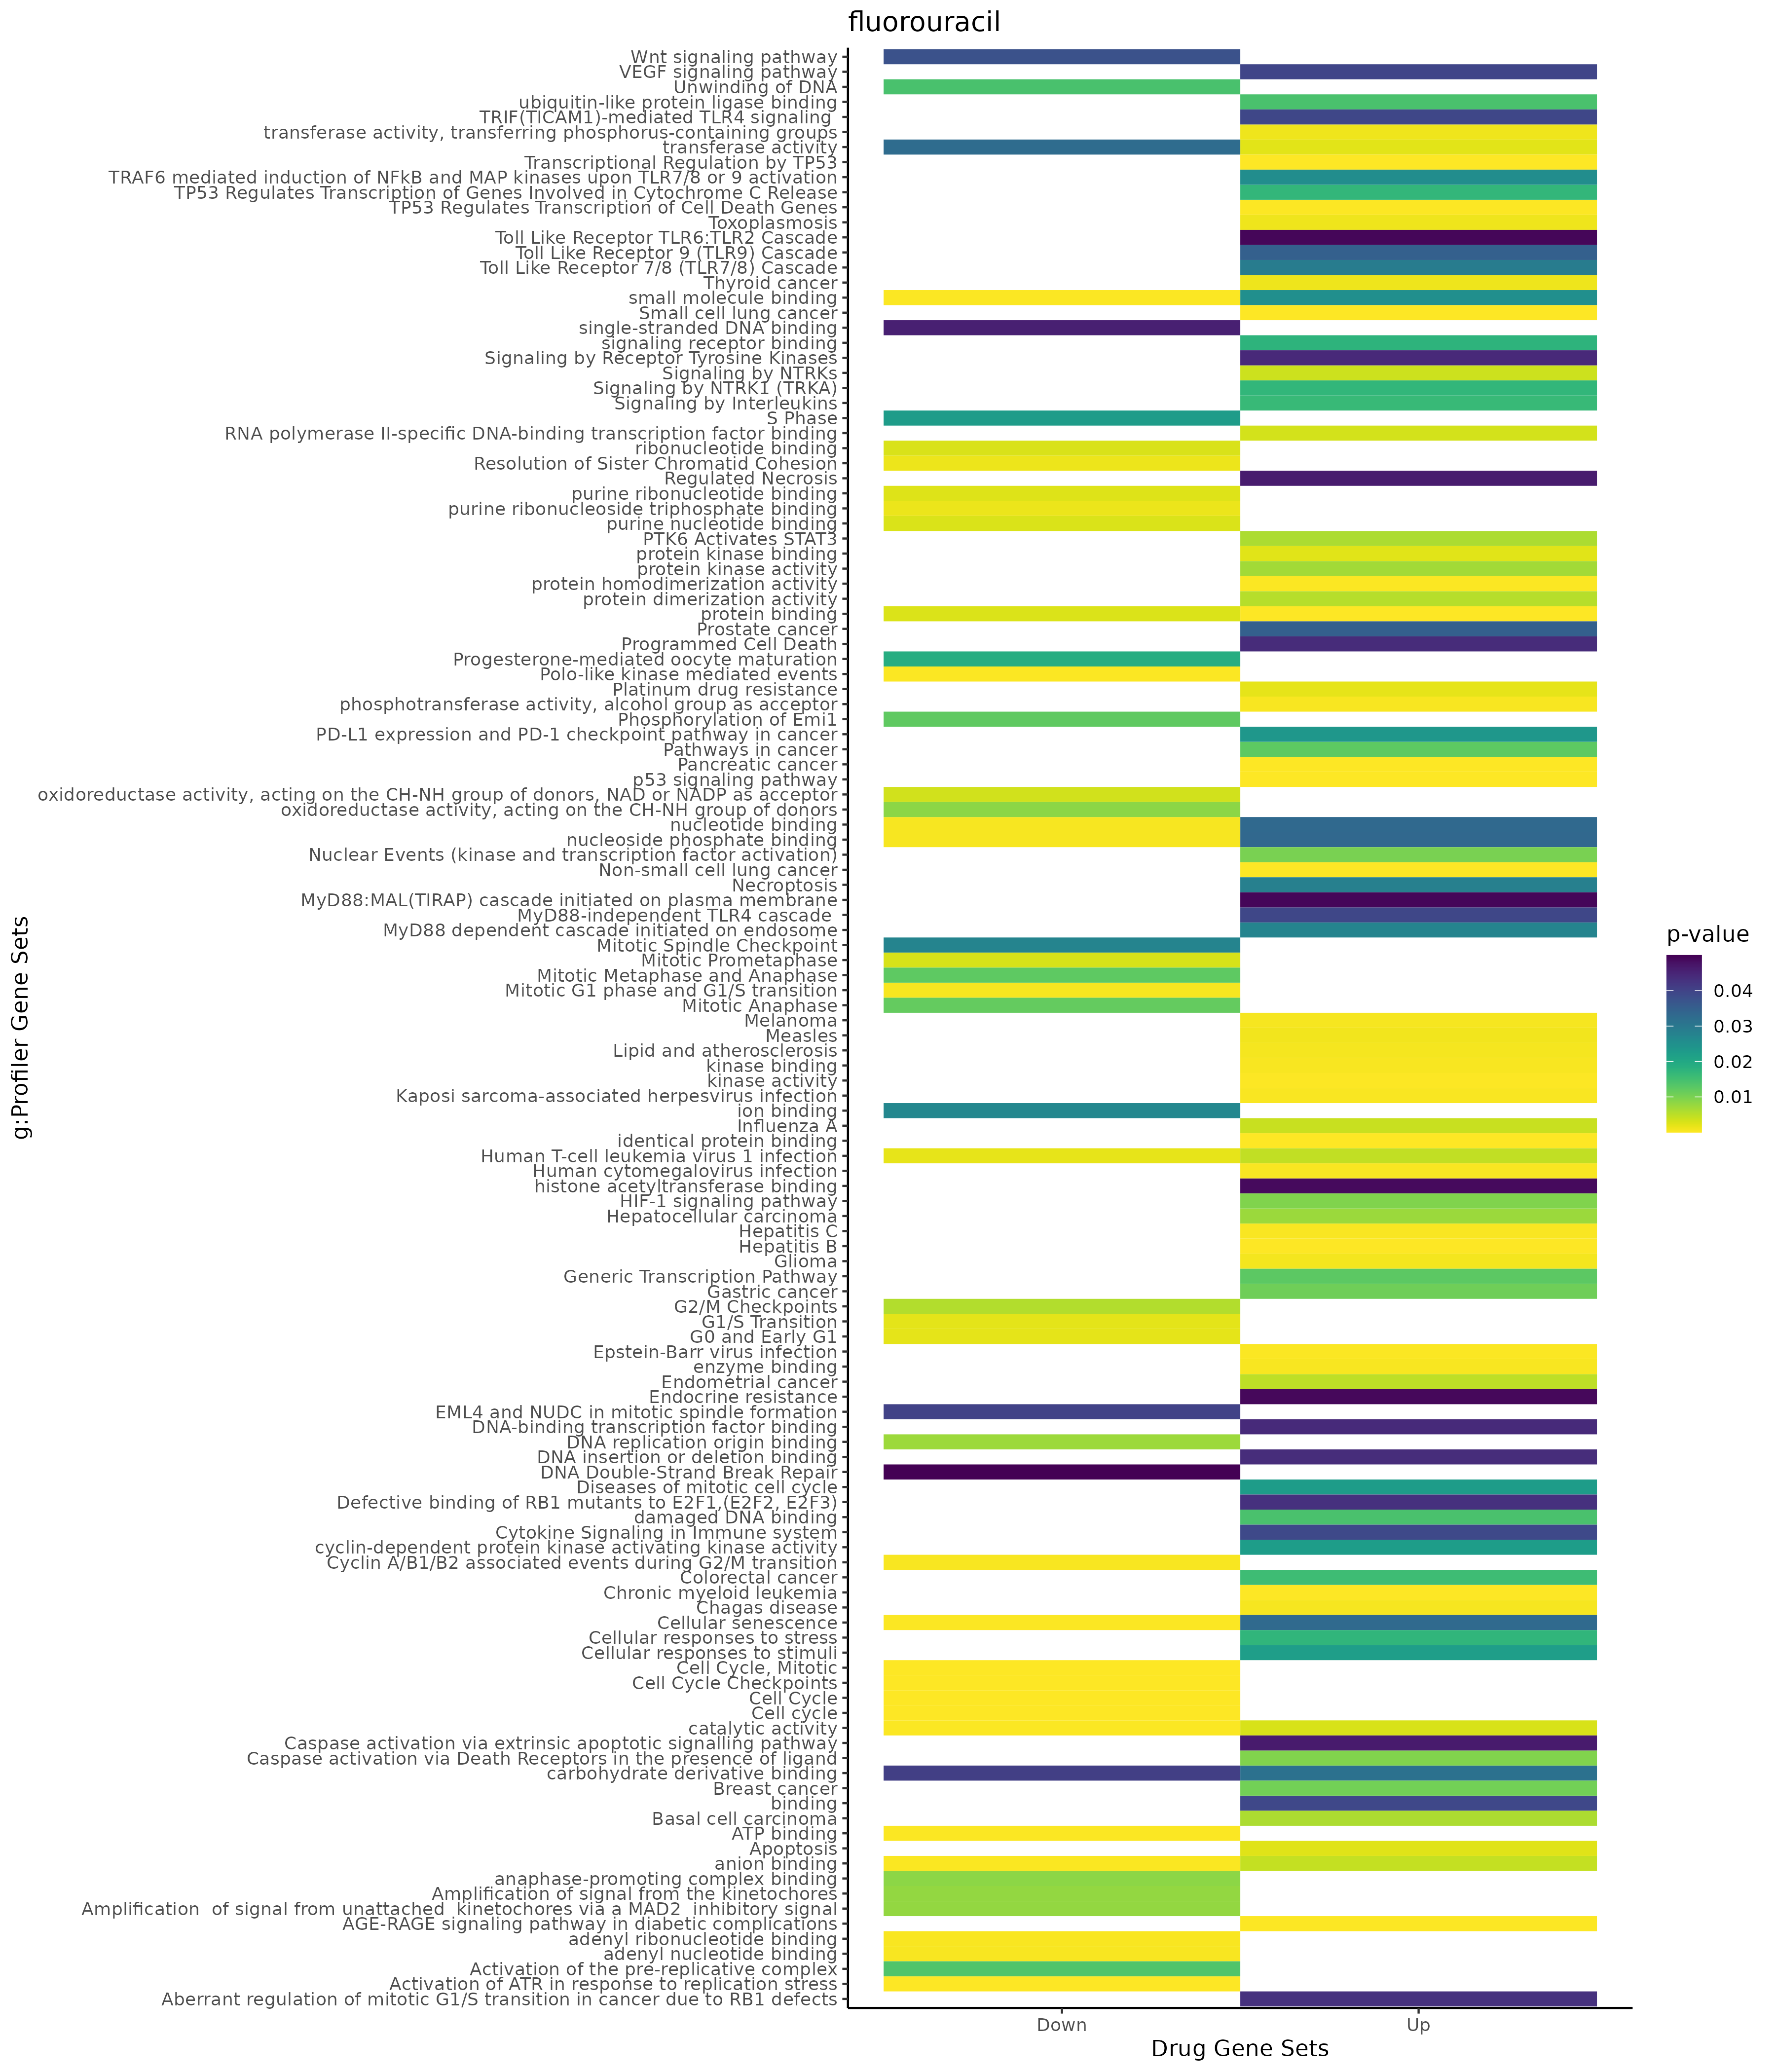 fluorouracil
Wnt signaling pathway
VEGF signaling pathway
Unwinding of DNA
ubiquitin-like protein ligase binding
TRIF(TICAM1)-mediated TLR4 signaling
transferase activity, transferring phosphorus-containing groups
transferase activity
Transcriptional Regulation by TP53
TRAF6 mediated induction of NFkB and MAP kinases upon TLR7/8 or 9 activation
TP53 Regulates Transcription of Genes Involved in Cytochrome C Release
TP53 Regulates Transcription of Cell Death Genes
Toxoplasmosis
Toll Like Receptor TLR6:TLR2 Cascade
Toll Like Receptor 9 (TLR9) Cascade
Toll Like Receptor 7/8 (TLR7/8) Cascade
Thyroid cancer
small molecule binding
Small cell lung cancer
single-stranded DNA binding
signaling receptor binding
Signaling by Receptor Tyrosine Kinases
Signaling by NTRKs
Signaling by NTRK1 (TRKA)
Signaling by Interleukins
S Phase
RNA polymerase II-specific DNA-binding transcription factor binding
ribonucleotide binding
Resolution of Sister Chromatid Cohesion
Regulated Necrosis
purine ribonucleotide binding
purine ribonucleoside triphosphate binding
purine nucleotide binding
PTK6 Activates STAT3
protein kinase binding
protein kinase activity
protein homodimerization activity
protein dimerization activity
protein binding
Prostate cancer
Programmed Cell Death
Progesterone-mediated oocyte maturation
Polo-like kinase mediated events
Platinum drug resistance
phosphotransferase activity, alcohol group as acceptor
Phosphorylation of Emi1
PD-L1 expression and PD-1 checkpoint pathway in cancer
Pathways in cancer
Pancreatic cancer
p53 signaling pathway
oxidoreductase activity, acting on the CH-NH group of donors, NAD or NADP as acceptor
oxidoreductase activity, acting on the CH-NH group of donors
nucleotide binding
nucleoside phosphate binding
Nuclear Events (kinase and transcription factor activation)
Non-small cell lung cancer
Necroptosis
MyD88:MAL(TIRAP) cascade initiated on plasma membrane
MyD88-independent TLR4 cascade
MyD88 dependent cascade initiated on endosome
Mitotic Spindle Checkpoint
Mitotic Prometaphase
Mitotic Metaphase and Anaphase
Mitotic G1 phase and G1/S transition
Mitotic Anaphase
Melanoma
Measles
Lipid and atherosclerosis
kinase binding
kinase activity
Kaposi sarcoma-associated herpesvirus infection
ion binding
Influenza A
identical protein binding
Human T-cell leukemia virus 1 infection
Human cytomegalovirus infection
histone acetyltransferase binding
HIF-1 signaling pathway
Hepatocellular carcinoma
Hepatitis C
Hepatitis B
Glioma
Generic Transcription Pathway
Gastric cancer
G2/M Checkpoints
G1/S Transition
G0 and Early G1
Epstein-Barr virus infection
enzyme binding
Endometrial cancer
Endocrine resistance
EML4 and NUDC in mitotic spindle formation
DNA-binding transcription factor binding
DNA replication origin binding
DNA insertion or deletion binding
DNA Double-Strand Break Repair
Diseases of mitotic cell cycle
Defective binding of RB1 mutants to E2F1,(E2F2, E2F3)
damaged DNA binding
Cytokine Signaling in Immune system
cyclin-dependent protein kinase activating kinase activity
Cyclin A/B1/B2 associated events during G2/M transition
Colorectal cancer
Chronic myeloid leukemia
Chagas disease
Cellular senescence
Cellular responses to stress
Cellular responses to stimuli
Cell Cycle, Mitotic
Cell Cycle Checkpoints
Cell Cycle
Cell cycle
catalytic activity
Caspase activation via extrinsic apoptotic signalling pathway
Caspase activation via Death Receptors in the presence of ligand
carbohydrate derivative binding
Breast cancer
binding
Basal cell carcinoma
ATP binding
Apoptosis
anion binding
anaphase-promoting complex binding
Amplification of signal from the kinetochores
Amplification  of signal from unattached  kinetochores via a MAD2  inhibitory signal
AGE-RAGE signaling pathway in diabetic complications
adenyl ribonucleotide binding
adenyl nucleotide binding
Activation of the pre-replicative complex
Activation of ATR in response to replication stress
Aberrant regulation of mitotic G1/S transition in cancer due to RB1 defects
g:Profiler Gene Sets
Down
Up
Drug Gene Sets
p-value
0.04
0.03
0.02
0.01